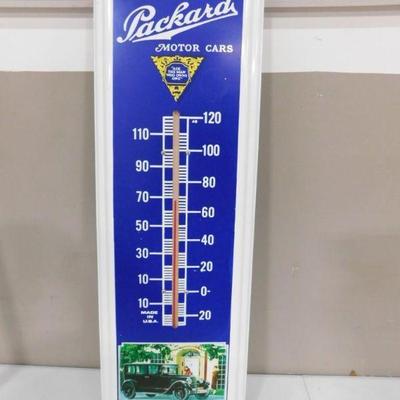 Packard
MOTOR CARS
"ASK
THE MAN
WHO OWNS
ONE"
120
110
100
90
80
70
60
50
40
30
20
10
0
10
20
MADE
IN
U.S.A.